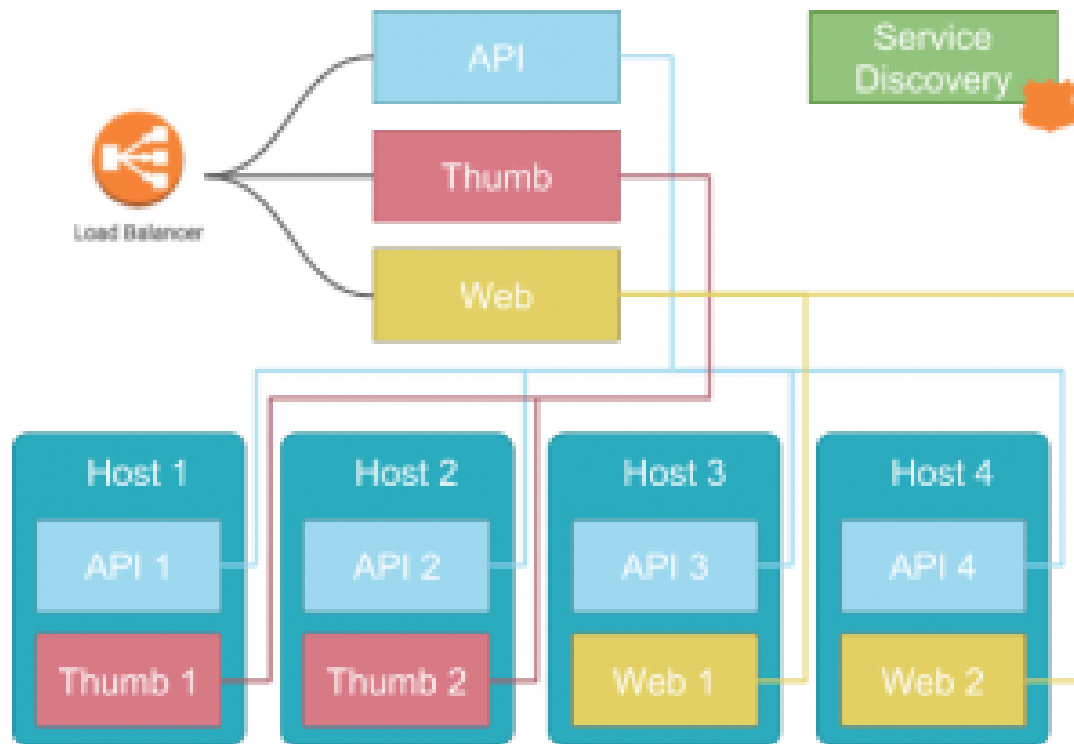 API
Service
Discovery
Thumb
Load Balancer
Web
Host 1
Host 2
Host 3
Host 4
API 1
API 2
API 3
API 4
Thumb 1
Thumb 2
Web 1
Web 2